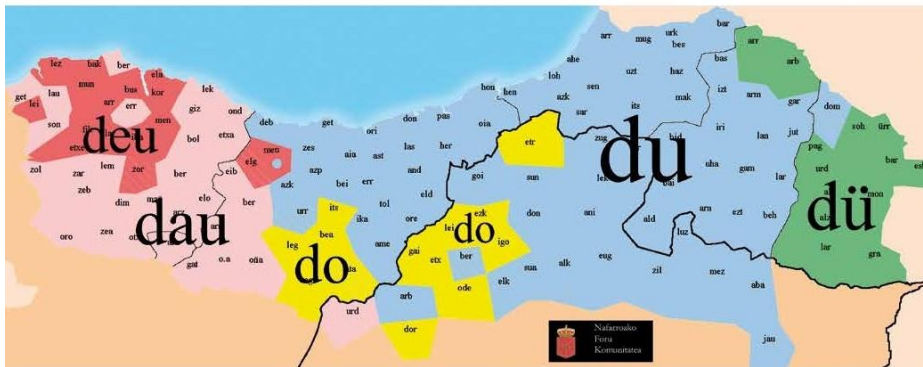 bar
arr mug urk bes arr
lez bak ber ela ahe bas arb
mun ozt haz
get lau bus kor lek loh sen izt arm
lei arr men hon hen azk its mak gar dom
err giz ond don pas sar
son deb get ori oia zug bid iri laa jut soh ürr
deu bol etxa etr du
etxe zes aia ast las her pag bar
zol lem zor ber elg eib azp and goi sun uha gam lar urd mon
zar zeb azk bei err eld
dim elo ber tol ald arn ezt beh dü
dau urr its ika ore ezk don ani luz
oro zea lei do igo lar gra
leg bea ame gai etx ber eug
gat o.a oña do ode elk sua alk zil mez aba
arb
urd dor jau
Nafarroako
Foru
Komunitatea